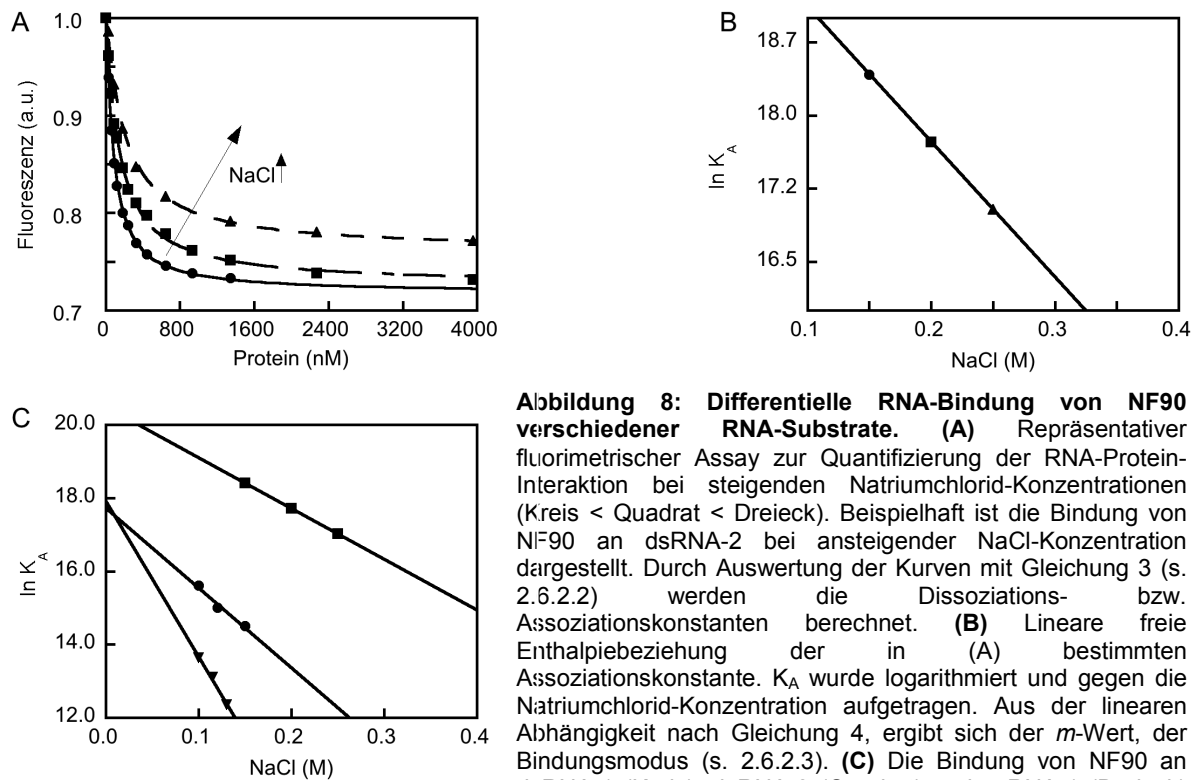 A
1.0
0.9
0.8
0.7
Fluoreszenz (a.u.)
NaCl
0 800 1600 2400 3200 4000
Protein (nM)
B
18.7
18.0
17.2
16.5
ln K A
0.1 0.2 0.3 0.4
NaCl (M)
C
20.0
18.0
16.0
14.0
12.0
ln K A
0.0 0.1 0.2 0.3 0.4
NaCl (M)
Abbildung 8: Differentielle RNA-Bindung von NF90
verschiedener RNA-Substrate. (A) Repräsentativer
fluorimetrischer Assay zur Quantifizierung der RNA-Protein-
Interaktion bei steigenden Natriumchlorid-Konzentrationen
(Kreis < Quadrat < Dreieck). Beispielhaft ist die Bindung von
NF90 an dsRNA-2 bei ansteigender NaCl-Konzentration
dargestellt. Durch Auswertung der Kurven mit Gleichung 3 (s.
2.6.2.2) werden die Dissoziations- bzw.
Assoziationskonstanten berechnet. (B) Lineare freie
Enthalpiebeziehung der in (A) bestimmten
Assoziationskonstante. KA wurde logarithmiert und gegen die
Natriumchlorid-Konzentration aufgetragen. Aus der linearen
Abhängigkeit nach Gleichung 4, ergibt sich der m-Wert, der
Bindungsmodus (s. 2.6.2.3). (C) Die Bindung von NF90 an